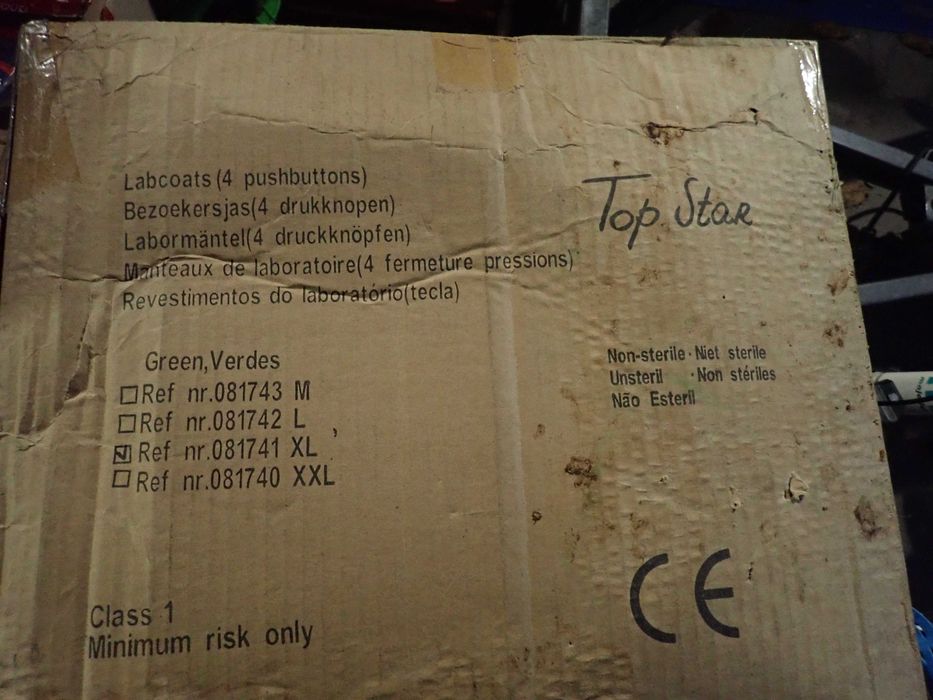 Labcoats (4 pushbuttons)
Bezoekersjas(4 drukknopen)
Labormäntel(4 druckknöpfen)
Manteaux de laboratoire(4 fermeture pressions)
Revestimentos do laboratório(tecla)
Top Star
Green,Verdes
Ref nr.081743 M
Ref nr.081742 L
Ref nr.081741 XL
Ref nr.081740 XXL
Non-sterile · Niet sterile
Unsteril · Non stériles
Não Esteril
Class 1
Minimum risk only
CE